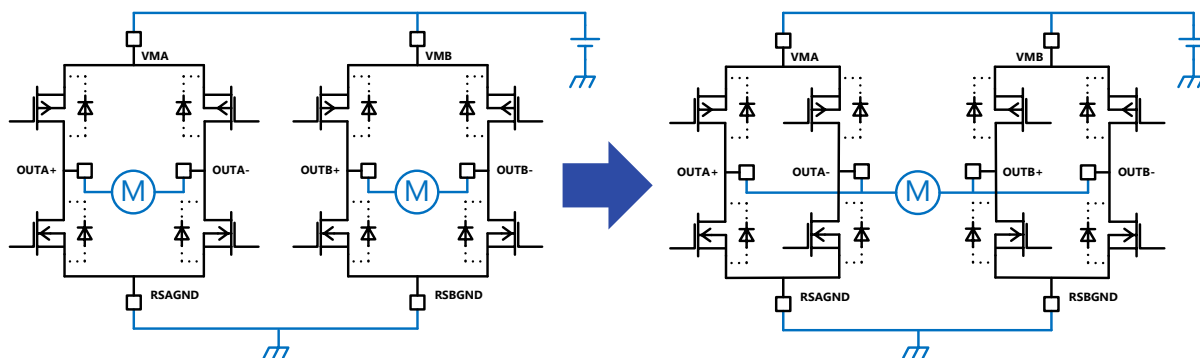 VMA
VMB
OUTA+
OUTA-
OUTB+
OUTB-
M
M
RSAGND
RSBGND
VMA
VMB
OUTA+
OUTA-
M
OUTB+
OUTB-
RSAGND
RSBGND